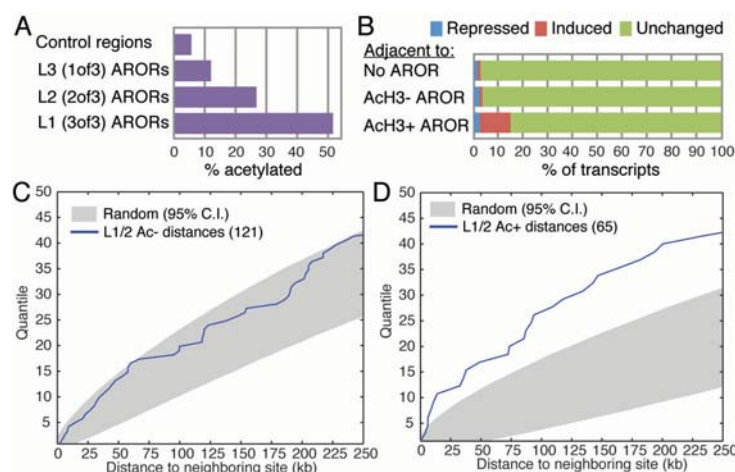 A
Control regions
L3 (1of3) ARORs
L2 (2of3) ARORs
L1 (3of3) ARORs
0 10 20 30 40 50
% acetylated
B
Repressed Induced Unchanged
Adjacent to:
No AROR
AcH3- AROR
AcH3+ AROR
0 10 20 30 40 50 60 70 80 90 100
% of transcripts
C
Random (95% C.I.)
L1/2 Ac- distances (121)
Quantile
50
45
40
35
30
25
20
15
10
5
0 25 50 75 100 125 150 175 200 225 250
Distance to neighboring site (kb)
D
Random (95% C.I.)
L1/2 Ac+ distances (65)
Quantile
50
45
40
35
30
25
20
15
10
5
0 25 50 75 100 125 150 175 200 225 250
Distance to neighboring site (kb)